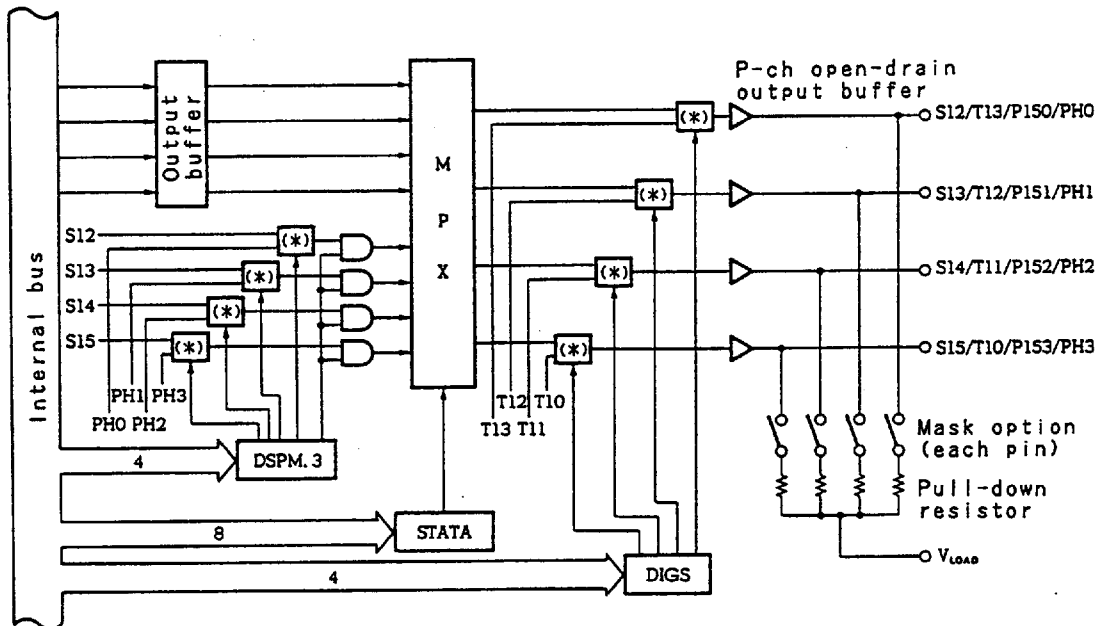 P-ch open-drain
output buffer
Output
buffer
M
P
X
(*)
S12/T13/P150/PH0
(*)
S13/T12/P151/PH1
S12
(*)
S13
(*)
(*)
S14/T11/P152/PH2
S14
(*)
S15
(*)
(*)
S15/T10/P153/PH3
Internal bus
PH1
PH3
PH0
PH2
T12
T10
T13
T11
4
DSPM.3
Mask option
(each pin)
Pull-down
resistor
8
STATA
4
DIGS
VLOAD